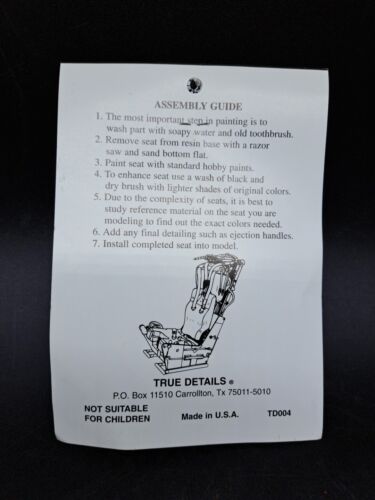 ASSEMBLY GUIDE
1. The most important step in painting is to
wash part with soapy water and old toothbrush.
2. Remove seat from resin base with a razor
saw and sand bottom flat.
3. Paint seat with standard hobby paints.
4. To enhance seat use a wash of black and
dry brush with lighter shades of original colors.
5. Due to the complexity of seats, it is best to
study reference material on the seat you are
modeling to find out the exact colors needed.
6. Add any final detailing such as ejection handles.
7. Install completed seat into model.
TRUE DETAILS ®
P.O. Box 11510 Carrollton, Tx 75011-5010
NOT SUITABLE
FOR CHILDREN
Made in U.S.A.
TD004